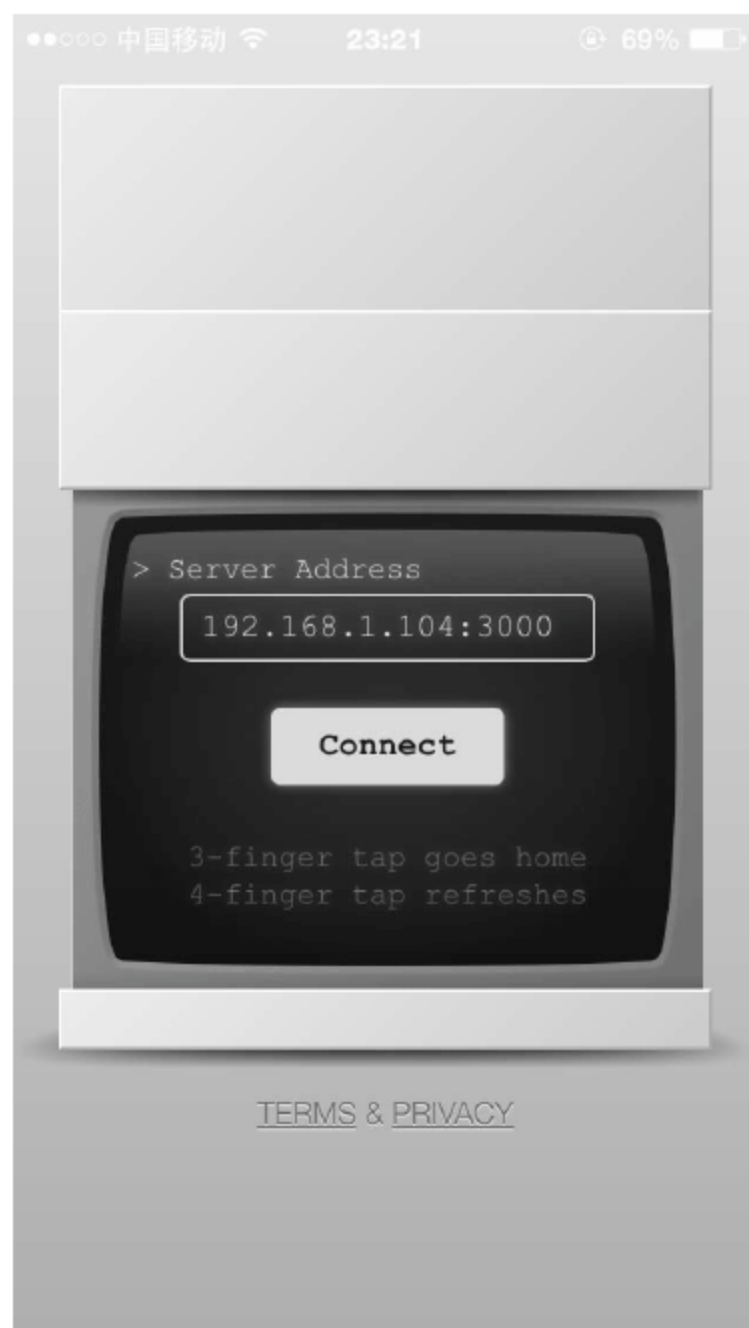 中国移动 23:21 69%
> Server Address
192.168.1.104:3000
Connect
3-finger tap goes home
4-finger tap refreshes
TERMS & PRIVACY